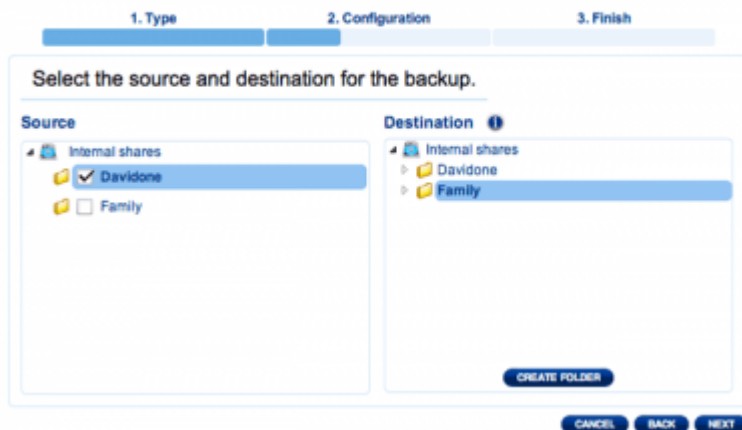 1. Type 2. Configuration 3. Finish
Select the source and destination for the backup.
Source
Internal shares
Davidone
Family
Destination
Internal shares
Davidone
Family
CREATE FOLDER
CANCEL BACK NEXT